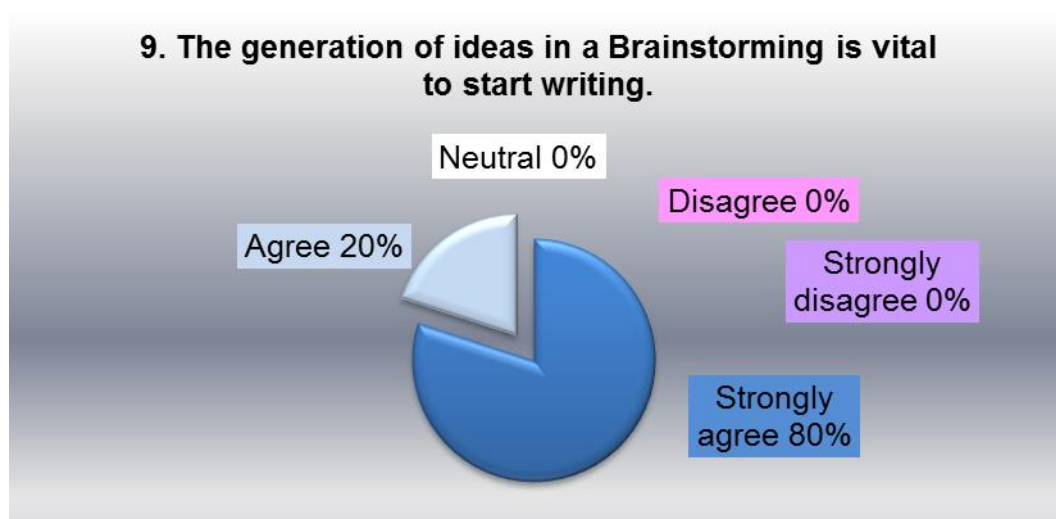 9. The generation of ideas in a Brainstorming is vital
to start writing.
Neutral 0%
Disagree 0%
Agree 20%
Strongly
disagree 0%
Strongly
agree 80%